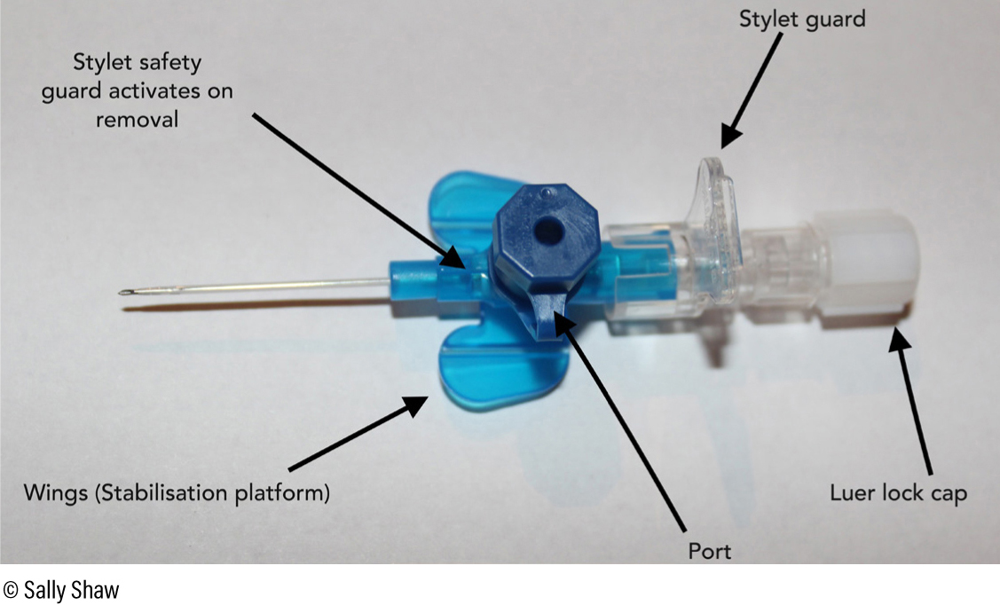 Stylet guard
Stylet safety
guard activates on
removal
Wings (Stabilisation platform)
Luer lock cap
Port
© Sally Shaw